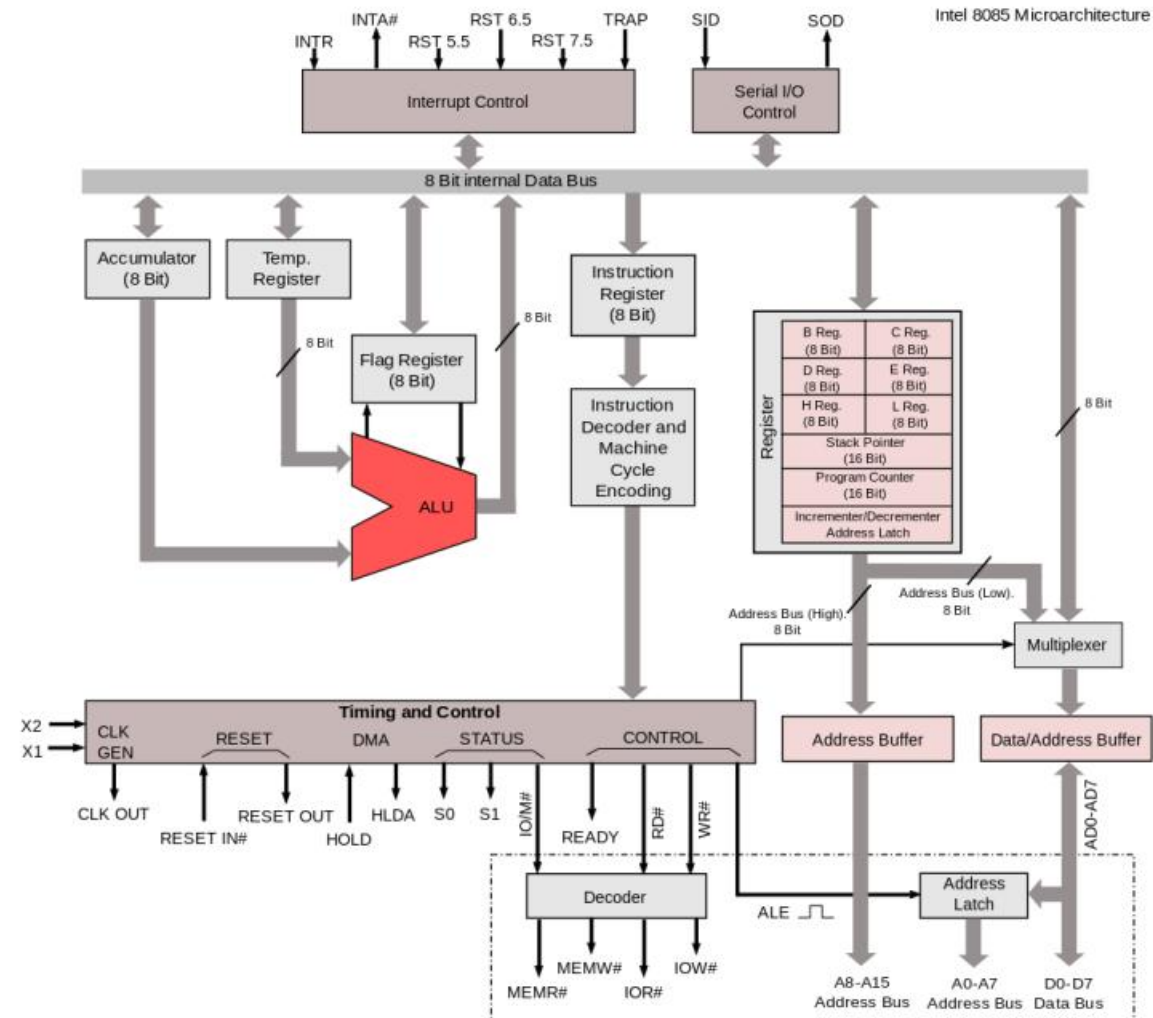 Intel 8085 Microarchitecture
INTR
INTA#
RST 5.5
RST 6.5
RST 7.5
TRAP
SID
SOD
Interrupt Control
Serial I/O
Control
8 Bit internal Data Bus
Accumulator
(8 Bit)
Temp.
Register
8 Bit
Flag Register
(8 Bit)
8 Bit
ALU
Instruction
Register
(8 Bit)
Instruction
Decoder and
Machine
Cycle
Encoding
Register
B Reg.
(8 Bit)
C Reg.
(8 Bit)
D Reg.
(8 Bit)
E Reg.
(8 Bit)
H Reg.
(8 Bit)
L Reg.
(8 Bit)
Stack Pointer
(16 Bit)
Program Counter
(16 Bit)
Incrementer/Decrementer
Address Latch
8 Bit
Address Bus (High).
8 Bit
Address Bus (Low).
8 Bit
Multiplexer
Timing and Control
X2
X1
CLK
GEN
RESET
DMA
STATUS
CONTROL
Address Buffer
Data/Address Buffer
CLK OUT
RESET IN#
RESET OUT
HOLD
HLDA
S0
S1
IO/M#
READY
RD#
WR#
AD0-AD7
Decoder
ALE
Address
Latch
MEMR#
MEMW#
IOR#
IOW#
A8-A15
Address Bus
A0-A7
Address Bus
D0-D7
Data Bus